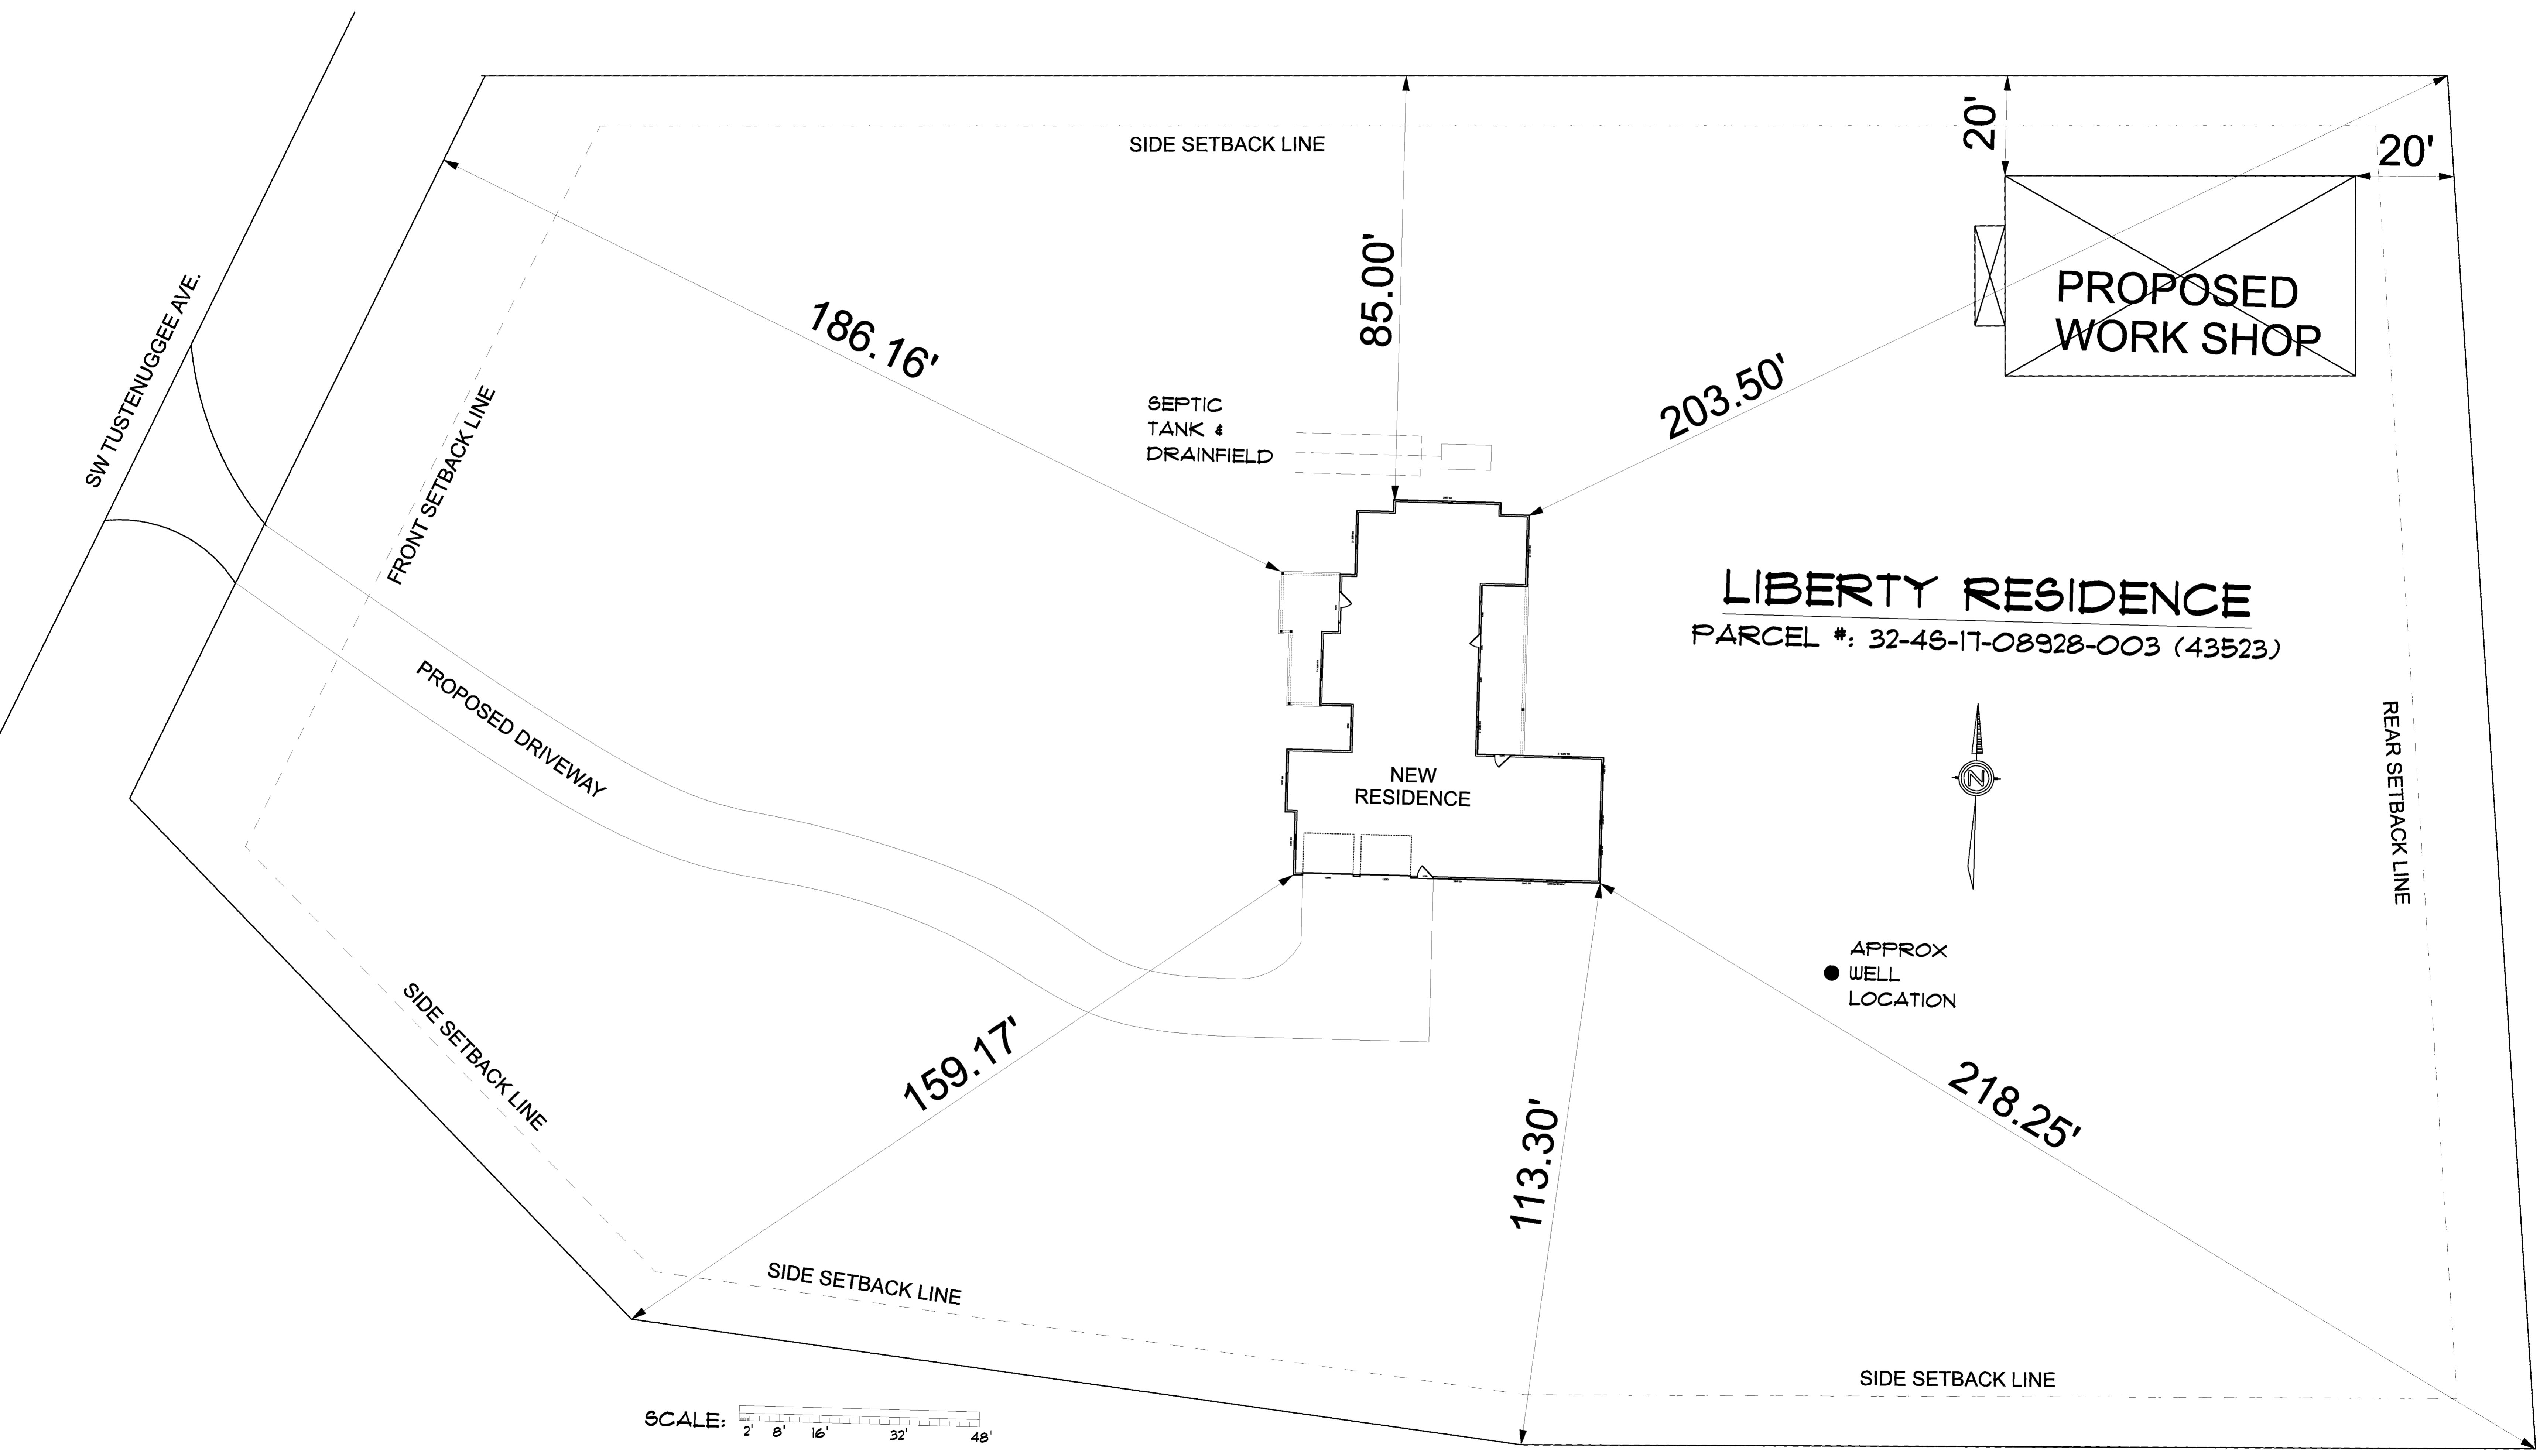 SIDE SETBACK LINE
20'
20'
SW TUSTENUGGEE AVE.
186.16'
85.00'
203.50'
PROPOSED
WORK SHOP
FRONT SETBACK LINE
SEPTIC
TANK &
DRAINFIELD
LIBERTY RESIDENCE
PARCEL #: 32-4S-17-08928-003 (43523)
PROPOSED DRIVEWAY
NEW
RESIDENCE
N
REAR SETBACK LINE
APPROX
WELL
LOCATION
SIDE SETBACK LINE
159.17'
113.30'
218.25'
SIDE SETBACK LINE
SIDE SETBACK LINE
SCALE:
2' 8' 16' 32' 48'